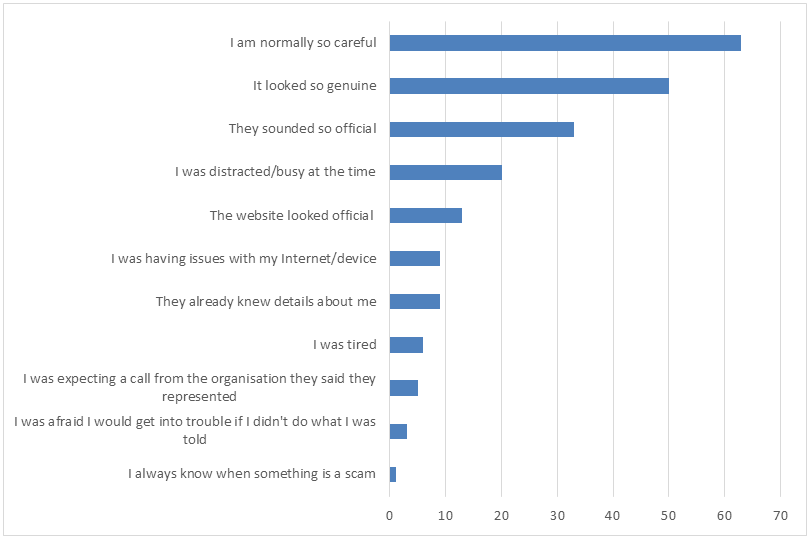 I am normally so careful
It looked so genuine
They sounded so official
I was distracted/busy at the time
The website looked official
I was having issues with my Internet/device
They already knew details about me
I was tired
I was expecting a call from the organisation they said they
represented
I was afraid I would get into trouble if I didn't do what I was
told
I always know when something is a scam
0 10 20 30 40 50 60 70